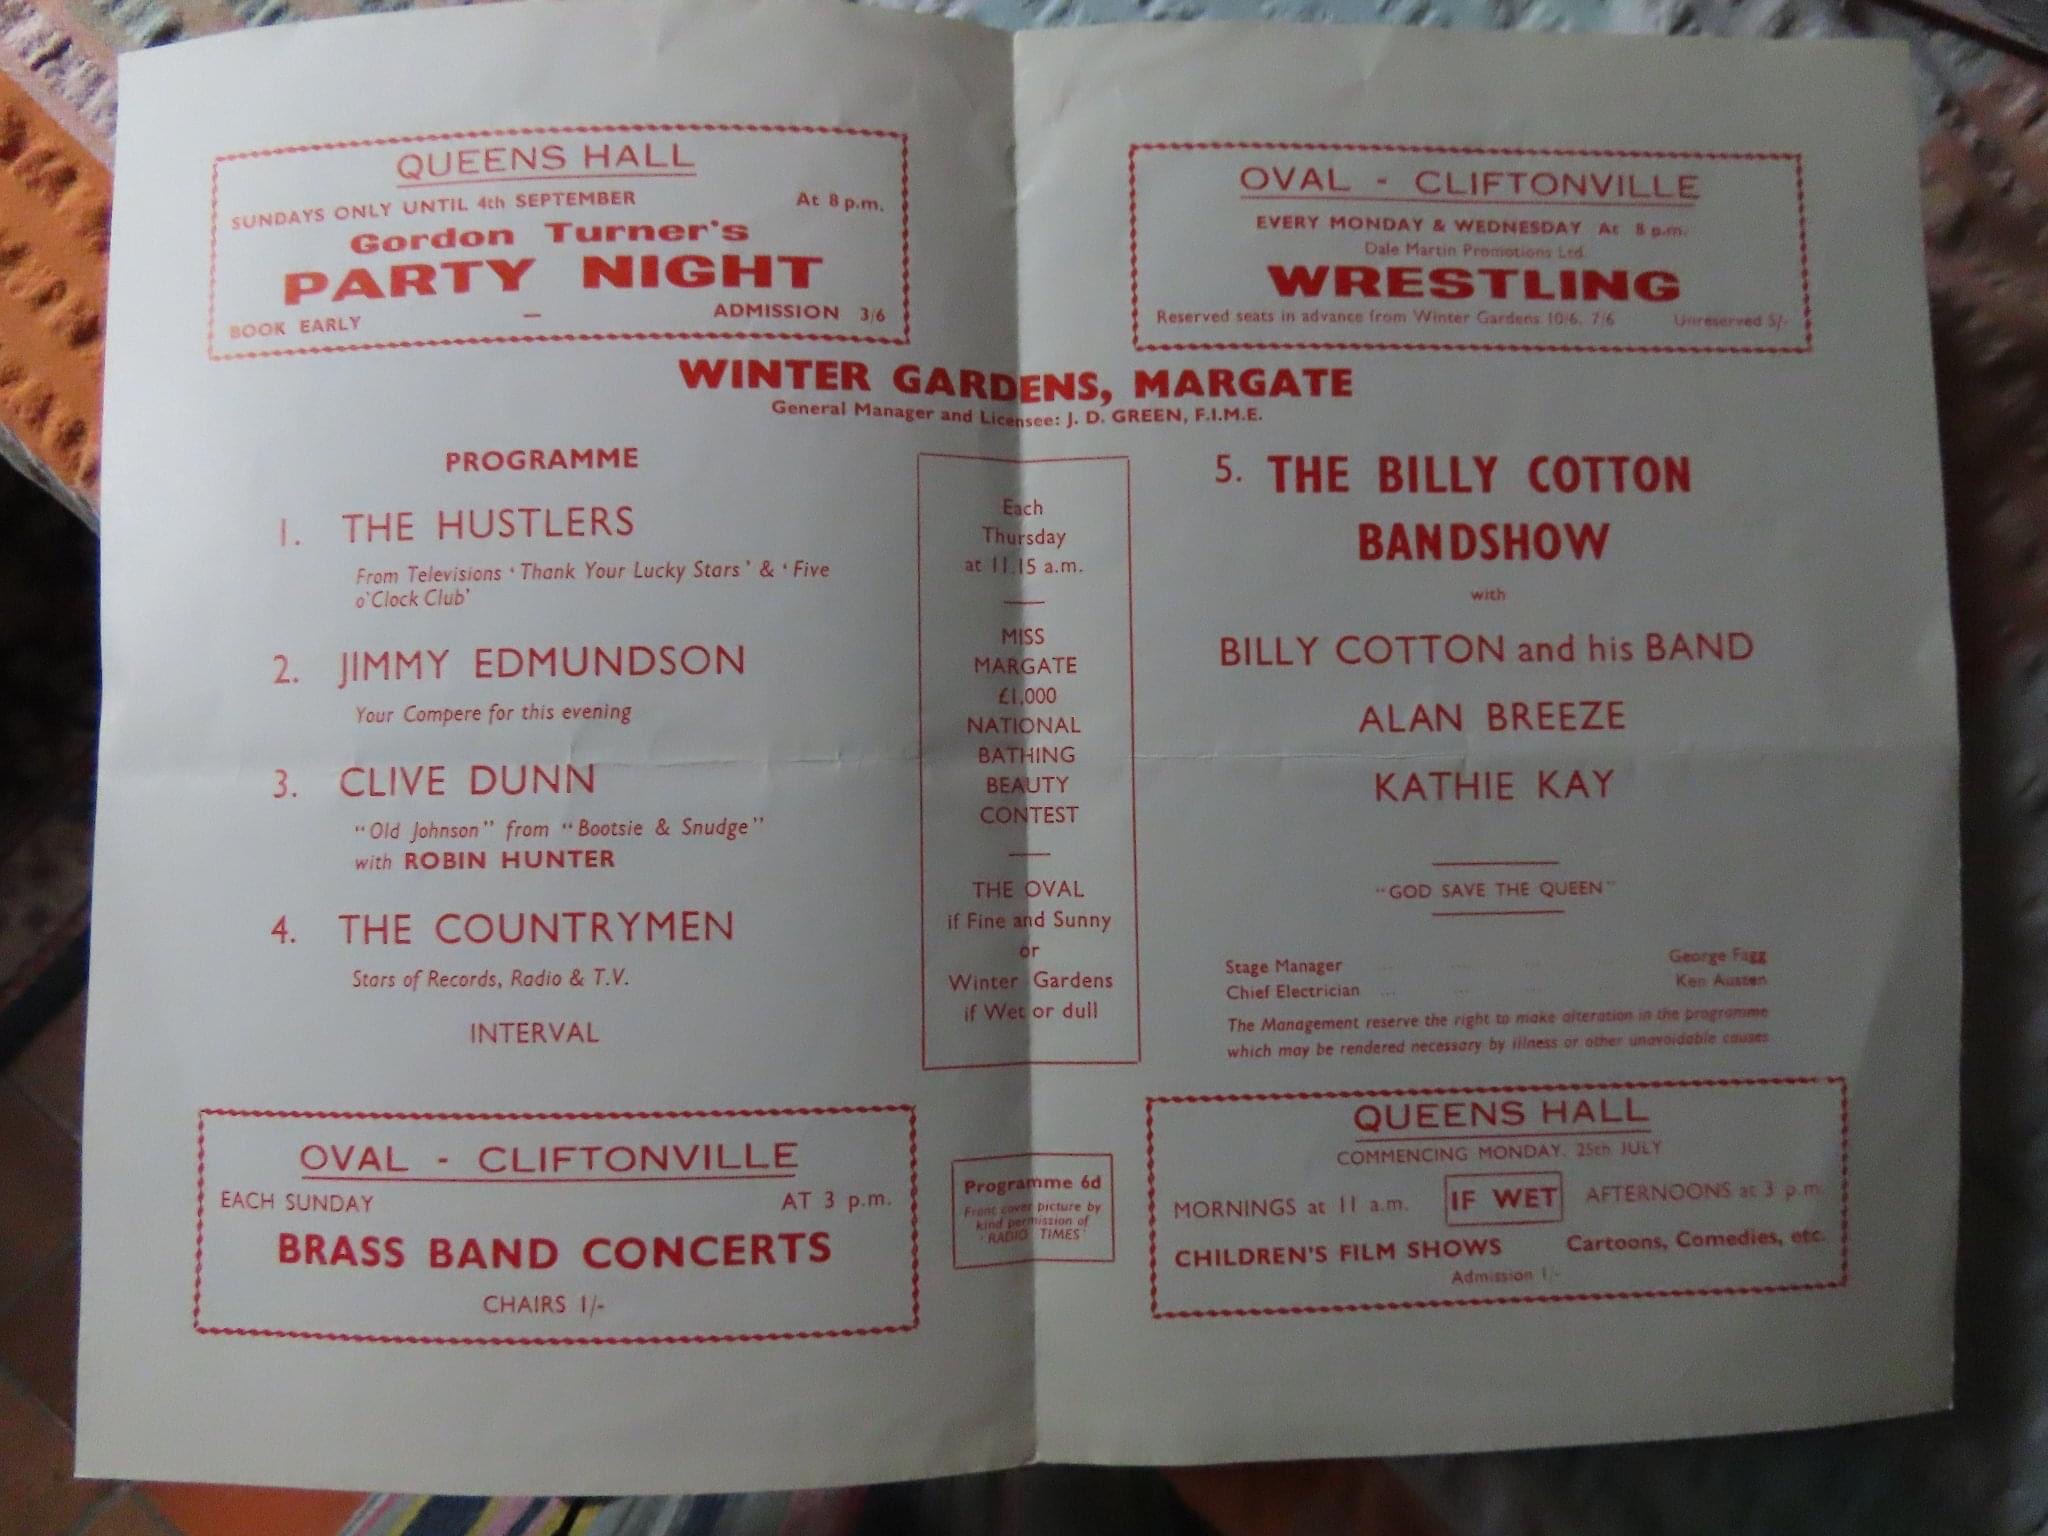 QUEENS HALL
SUNDAYS ONLY UNTIL 4th SEPTEMBER At 8 p.m.
Gordon Turner's
PARTY NIGHT
BOOK EARLY — ADMISSION 3/6
OVAL - CLIFTONVILLE
EVERY MONDAY & WEDNESDAY At 8 p.m.
Dale Martin Promotions Ltd.
WRESTLING
Reserved seats in advance from Winter Gardens 10/6, 7/6 Unreserved 5/-
WINTER GARDENS, MARGATE
General Manager and Licensee: J. D. GREEN, F.I.M.E.
PROGRAMME
1. THE HUSTLERS
From Televisions 'Thank Your Lucky Stars' & 'Five
o'Clock Club'
2. JIMMY EDMUNDSON
Your Compere for this evening
3. CLIVE DUNN
"Old Johnson" from "Bootsie & Snudge"
with ROBIN HUNTER
4. THE COUNTRYMEN
Stars of Records, Radio & T.V.
INTERVAL
Each
Thursday
at 11.15 a.m.
MISS
MARGATE
£1,000
NATIONAL
BATHING
BEAUTY
CONTEST
THE OVAL
if Fine and Sunny
or
Winter Gardens
if Wet or dull
5. THE BILLY COTTON
BANDSHOW
with
BILLY COTTON and his BAND
ALAN BREEZE
KATHIE KAY
"GOD SAVE THE QUEEN"
Stage Manager ... ... ... George Fagg
Chief Electrician ... ... ... Ken Austen
The Management reserve the right to make alteration in the programme
which may be rendered necessary by illness or other unavoidable causes
OVAL - CLIFTONVILLE
EACH SUNDAY AT 3 p.m.
BRASS BAND CONCERTS
CHAIRS 1/-
Programme 6d
Front cover picture by
kind permission of
'RADIO TIMES'
QUEENS HALL
COMMENCING MONDAY, 25th JULY
MORNINGS at 11 a.m. IF WET AFTERNOONS at 3 p.m.
CHILDREN'S FILM SHOWS Cartoons, Comedies, etc.
Admission 1/-